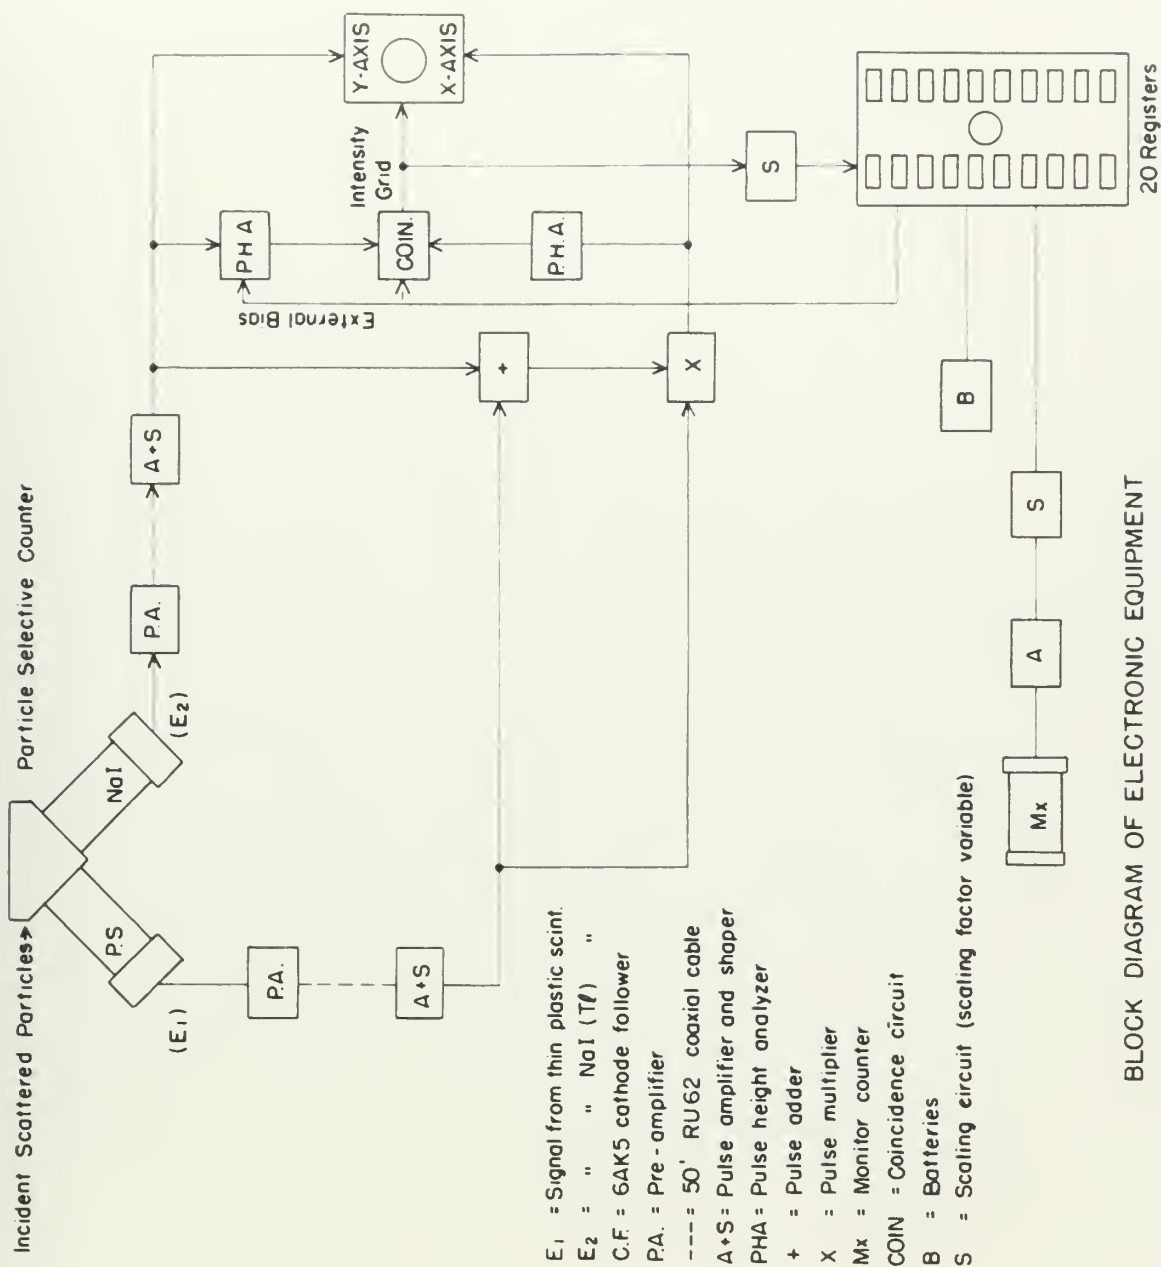 Incident Scattered Particles
Particle Selective Counter
P.S
NaI
(E1)
(E2)
P.A.
A+S
P.A.
A+S
+
X
External Bias
PHA
COIN.
P.H.A.
Intensity
Grid
Y-AXIS
X-AXIS
S
20 Registers
B
Mx
A
S
E1 = Signal from thin plastic scint.
E2 = " " NaI (Tl) "
C.F. = 6AK5 cathode follower
P.A. = Pre-amplifier
--- = 50' RU62 coaxial cable
A+S = Pulse amplifier and shaper
PHA = Pulse height analyzer
+ = Pulse adder
X = Pulse multiplier
Mx = Monitor counter
COIN = Coincidence circuit
B = Batteries
S = Scaling circuit (scaling factor variable)
BLOCK DIAGRAM OF ELECTRONIC EQUIPMENT